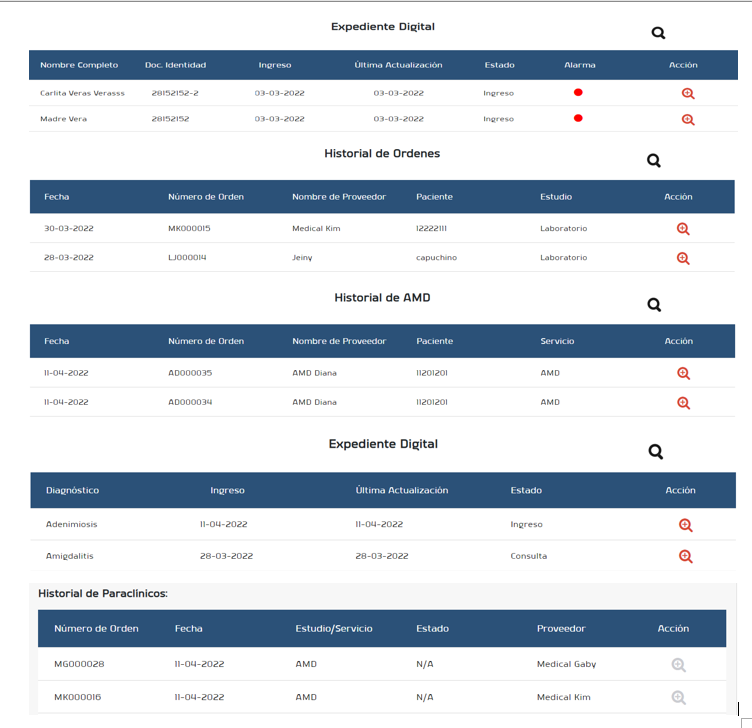 Expediente Digital
Nombre Completo Doc. Identidad Ingreso Última Actualización Estado Alarma Acción
Carlita Veras Verasss 28152152-2 03-03-2022 03-03-2022 Ingreso
Madre Vera 28152152 03-03-2022 03-03-2022 Ingreso
Historial de Ordenes
Fecha Número de Orden Nombre de Proveedor Paciente Estudio Acción
30-03-2022 MK000015 Medical Kim 12222111 Laboratorio
28-03-2022 LJ000014 Jeiny capuchino Laboratorio
Historial de AMD
Fecha Número de Orden Nombre de Proveedor Paciente Servicio Acción
11-04-2022 AD000035 AMD Diana 11201201 AMD
11-04-2022 AD000034 AMD Diana 11201201 AMD
Expediente Digital
Diagnóstico Ingreso Última Actualización Estado Acción
Adenimiosis 11-04-2022 11-04-2022 Ingreso
Amigdalitis 28-03-2022 28-03-2022 Consulta
Historial de Paraclínicos:
Número de Orden Fecha Estudio/Servicio Estado Proveedor Acción
MG000028 11-04-2022 AMD N/A Medical Gaby
MK000016 11-04-2022 AMD N/A Medical Kim